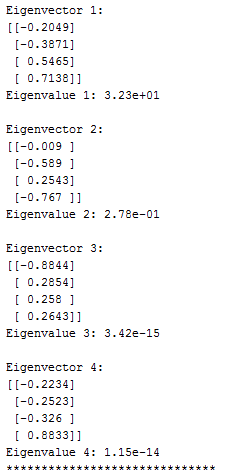 Eigenvector 1:
[[-0.2049]
 [-0.3871]
 [ 0.5465]
 [ 0.7138]]
Eigenvalue 1: 3.23e+01

Eigenvector 2:
[[-0.009 ]
 [-0.589 ]
 [ 0.2543]
 [-0.767 ]]
Eigenvalue 2: 2.78e-01

Eigenvector 3:
[[-0.8844]
 [ 0.2854]
 [ 0.258 ]
 [ 0.2643]]
Eigenvalue 3: 3.42e-15

Eigenvector 4:
[[-0.2234]
 [-0.2523]
 [-0.326 ]
 [ 0.8833]]
Eigenvalue 4: 1.15e-14
******************************